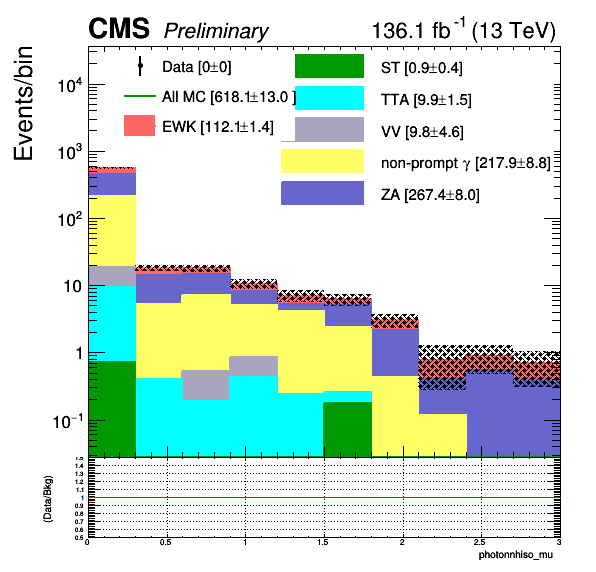 CMS Preliminary 136.1 fb⁻¹ (13 TeV)
Events/bin
Data [0±0]
All MC [618.1±13.0 ]
EWK [112.1±1.4]
ST [0.9±0.4]
TTA [9.9±1.5]
VV [9.8±4.6]
non-prompt γ [217.9±8.8]
ZA [267.4±8.0]
10⁴
10³
10²
10
1
10⁻¹
(Data/Bkg)
1.5
1.4
1.3
1.2
1.1
1
0.9
0.8
0.7
0.6
0.5
0 0.5 1 1.5 2 2.5 3
photonnhiso_mu